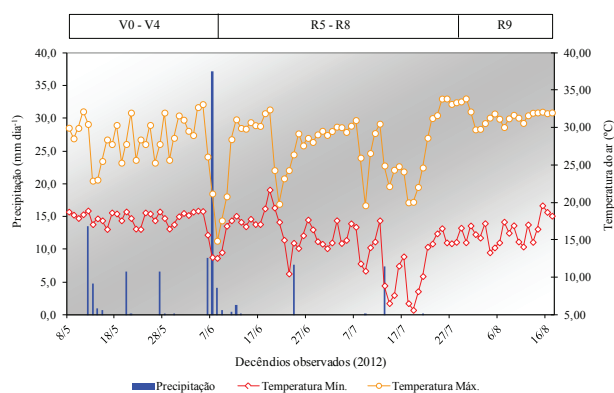 V0 - V4 R5 - R8 R9
40,0 40,00
35,0 35,00
30,0 30,00
25,0 25,00
20,0 20,00
15,0 15,00
10,0 10,00
5,0
0,0 5,00
Precipitação (mm dia⁻¹)
Temperatura do ar (ºC)
8/5 18/5 28/5 7/6 17/6 27/6 7/7 17/7 27/7 6/8 16/8
Decêndios observados (2012)
Precipitação Temperatura Mín. Temperatura Máx.